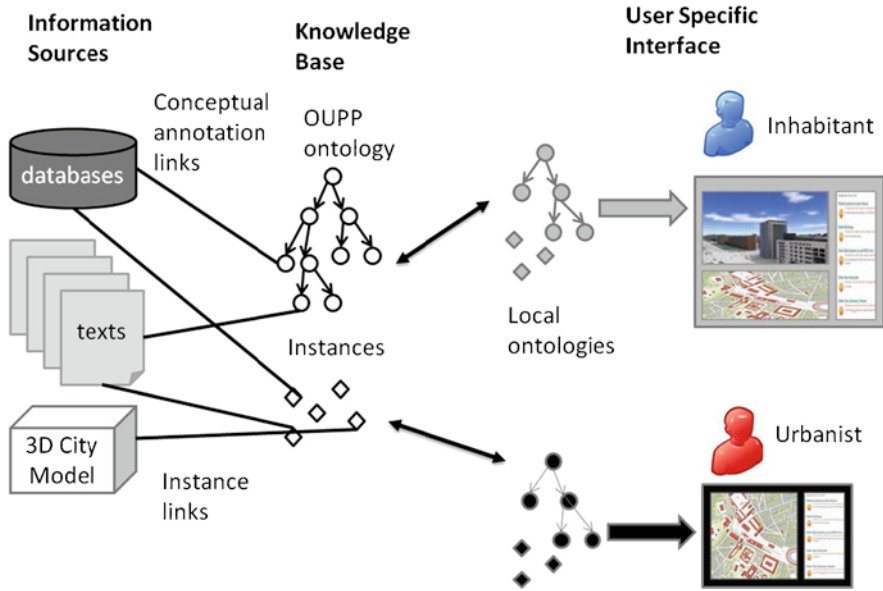 Information
Sources
Knowledge
Base
User Specific
Interface
Conceptual
annotation
links
OUPP
ontology
Inhabitant
databases
texts
Instances
Local
ontologies
3D City
Model
Instance
links
Urbanist